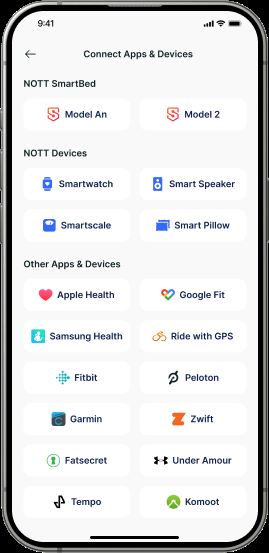 9:41
Connect Apps & Devices
NOTT SmartBed
Model An Model 2
NOTT Devices
Smartwatch Smart Speaker
Smartscale Smart Pillow
Other Apps & Devices
Apple Health Google Fit
Samsung Health Ride with GPS
Fitbit Peloton
Garmin Zwift
Fatsecret Under Amour
Tempo Komoot